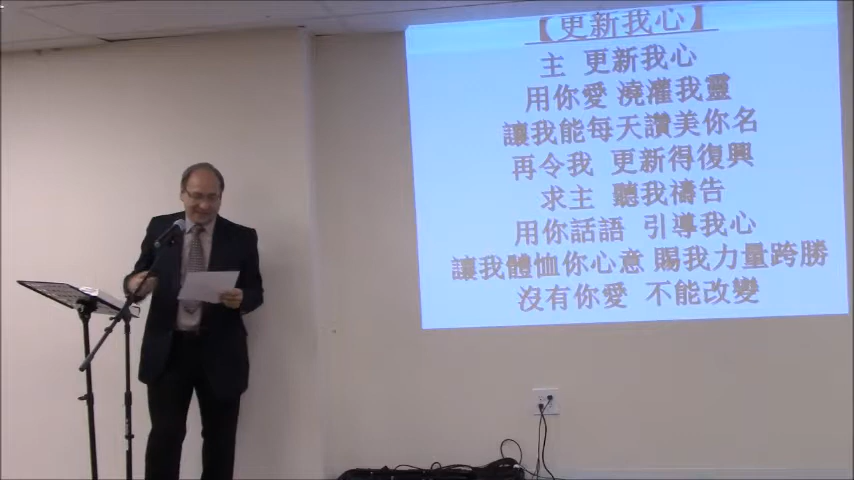 【更新我心】
主 更新我心
用你愛 澆灌我靈
讓我能每天讚美你名
再令我 更新得復興
求主 聽我禱告
用你話語 引導我心
讓我體恤你心意 賜我力量跨勝
沒有你愛 不能改變